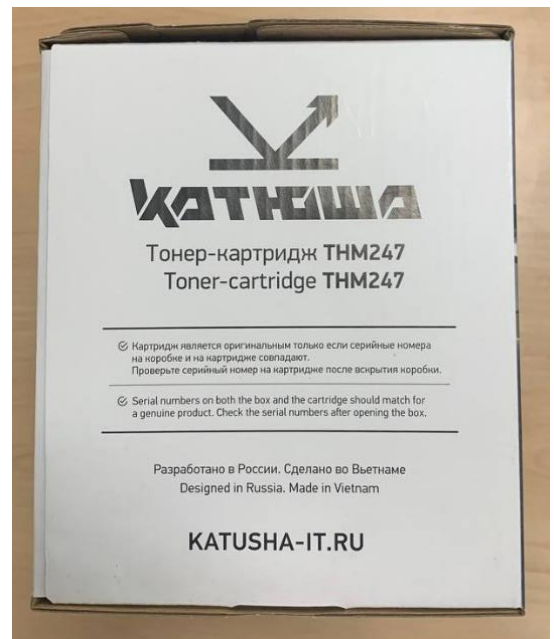 КАТЮША
Тонер-картридж THM247
Toner-cartridge THM247
Картридж является оригинальным только если серийные номера
на коробке и на картридже совпадают.
Проверьте серийный номер на картридже после вскрытия коробки.
Serial numbers on both the box and the cartridge should match for
a genuine product. Check the serial numbers after opening the box.
Разработано в России. Сделано во Вьетнаме
Designed in Russia. Made in Vietnam
KATUSHA-IT.RU